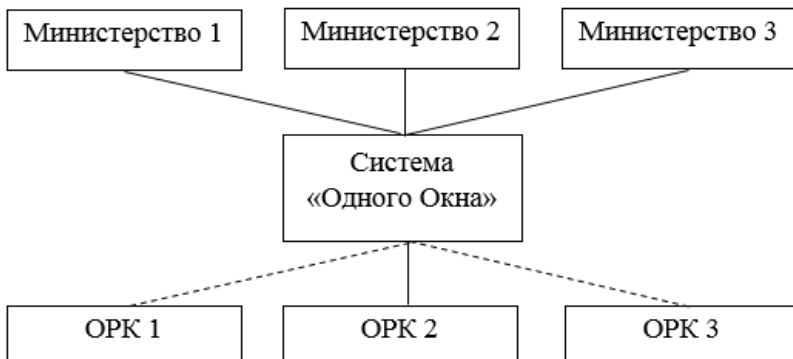 Министерство 1
Министерство 2
Министерство 3
Система
«Одного Окна»
ОРК 1
ОРК 2
ОРК 3